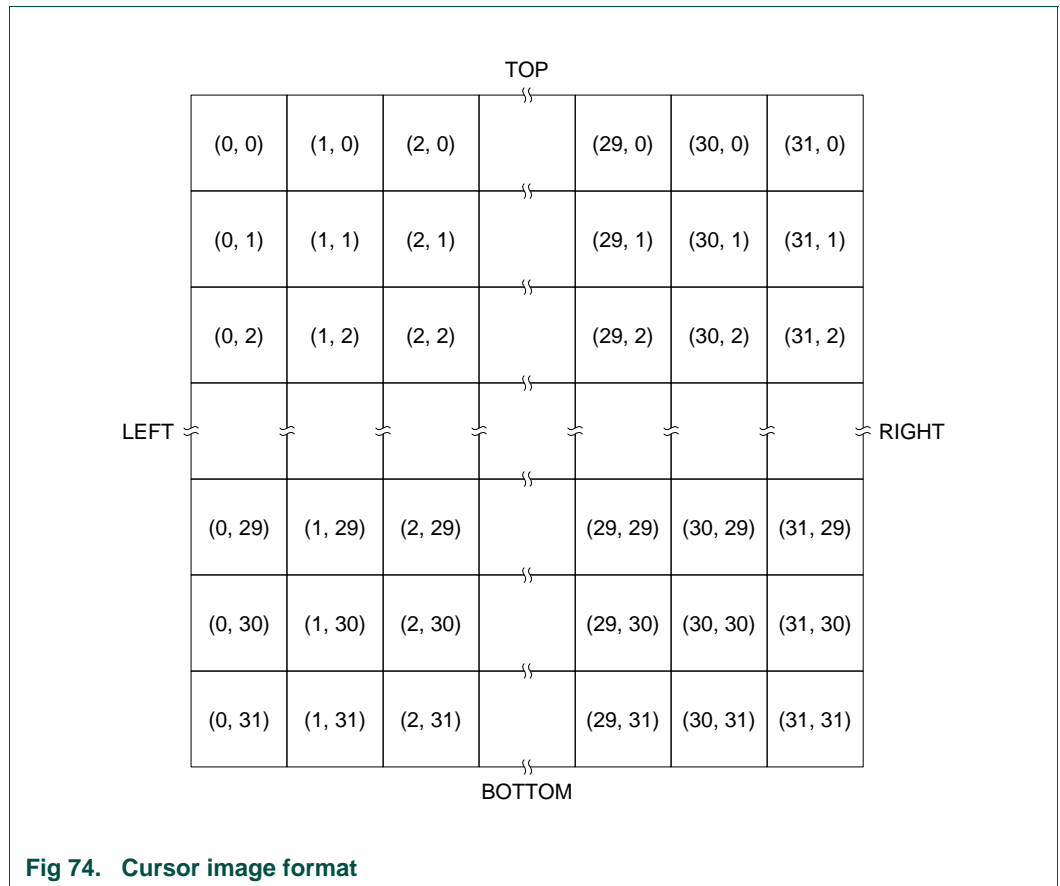 TOP
(0, 0) (1, 0) (2, 0) (29, 0) (30, 0) (31, 0)
(0, 1) (1, 1) (2, 1) (29, 1) (30, 1) (31, 1)
(0, 2) (1, 2) (2, 2) (29, 2) (30, 2) (31, 2)
LEFT RIGHT
(0, 29) (1, 29) (2, 29) (29, 29) (30, 29) (31, 29)
(0, 30) (1, 30) (2, 30) (29, 30) (30, 30) (31, 30)
(0, 31) (1, 31) (2, 31) (29, 31) (30, 31) (31, 31)
BOTTOM
Fig 74. Cursor image format